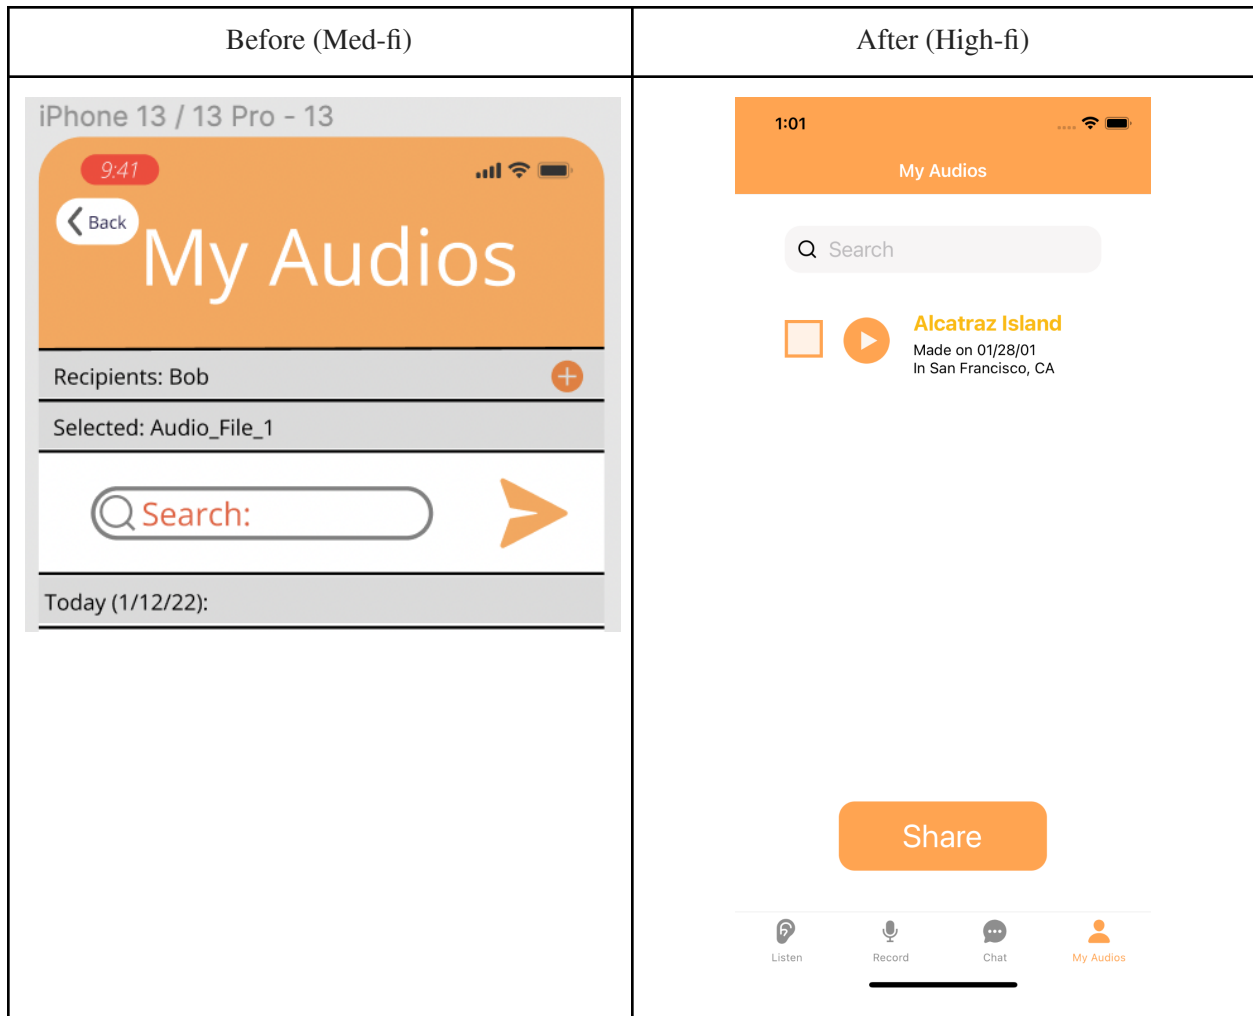 Before (Med-fi)
After (High-fi)
iPhone 13 / 13 Pro - 13
9:41
Back
My Audios
Recipients: Bob
Selected: Audio_File_1
Search:
Today (1/12/22):
1:01
My Audios
Search
Alcatraz Island
Made on 01/28/01
In San Francisco, CA
Share
Listen
Record
Chat
My Audios